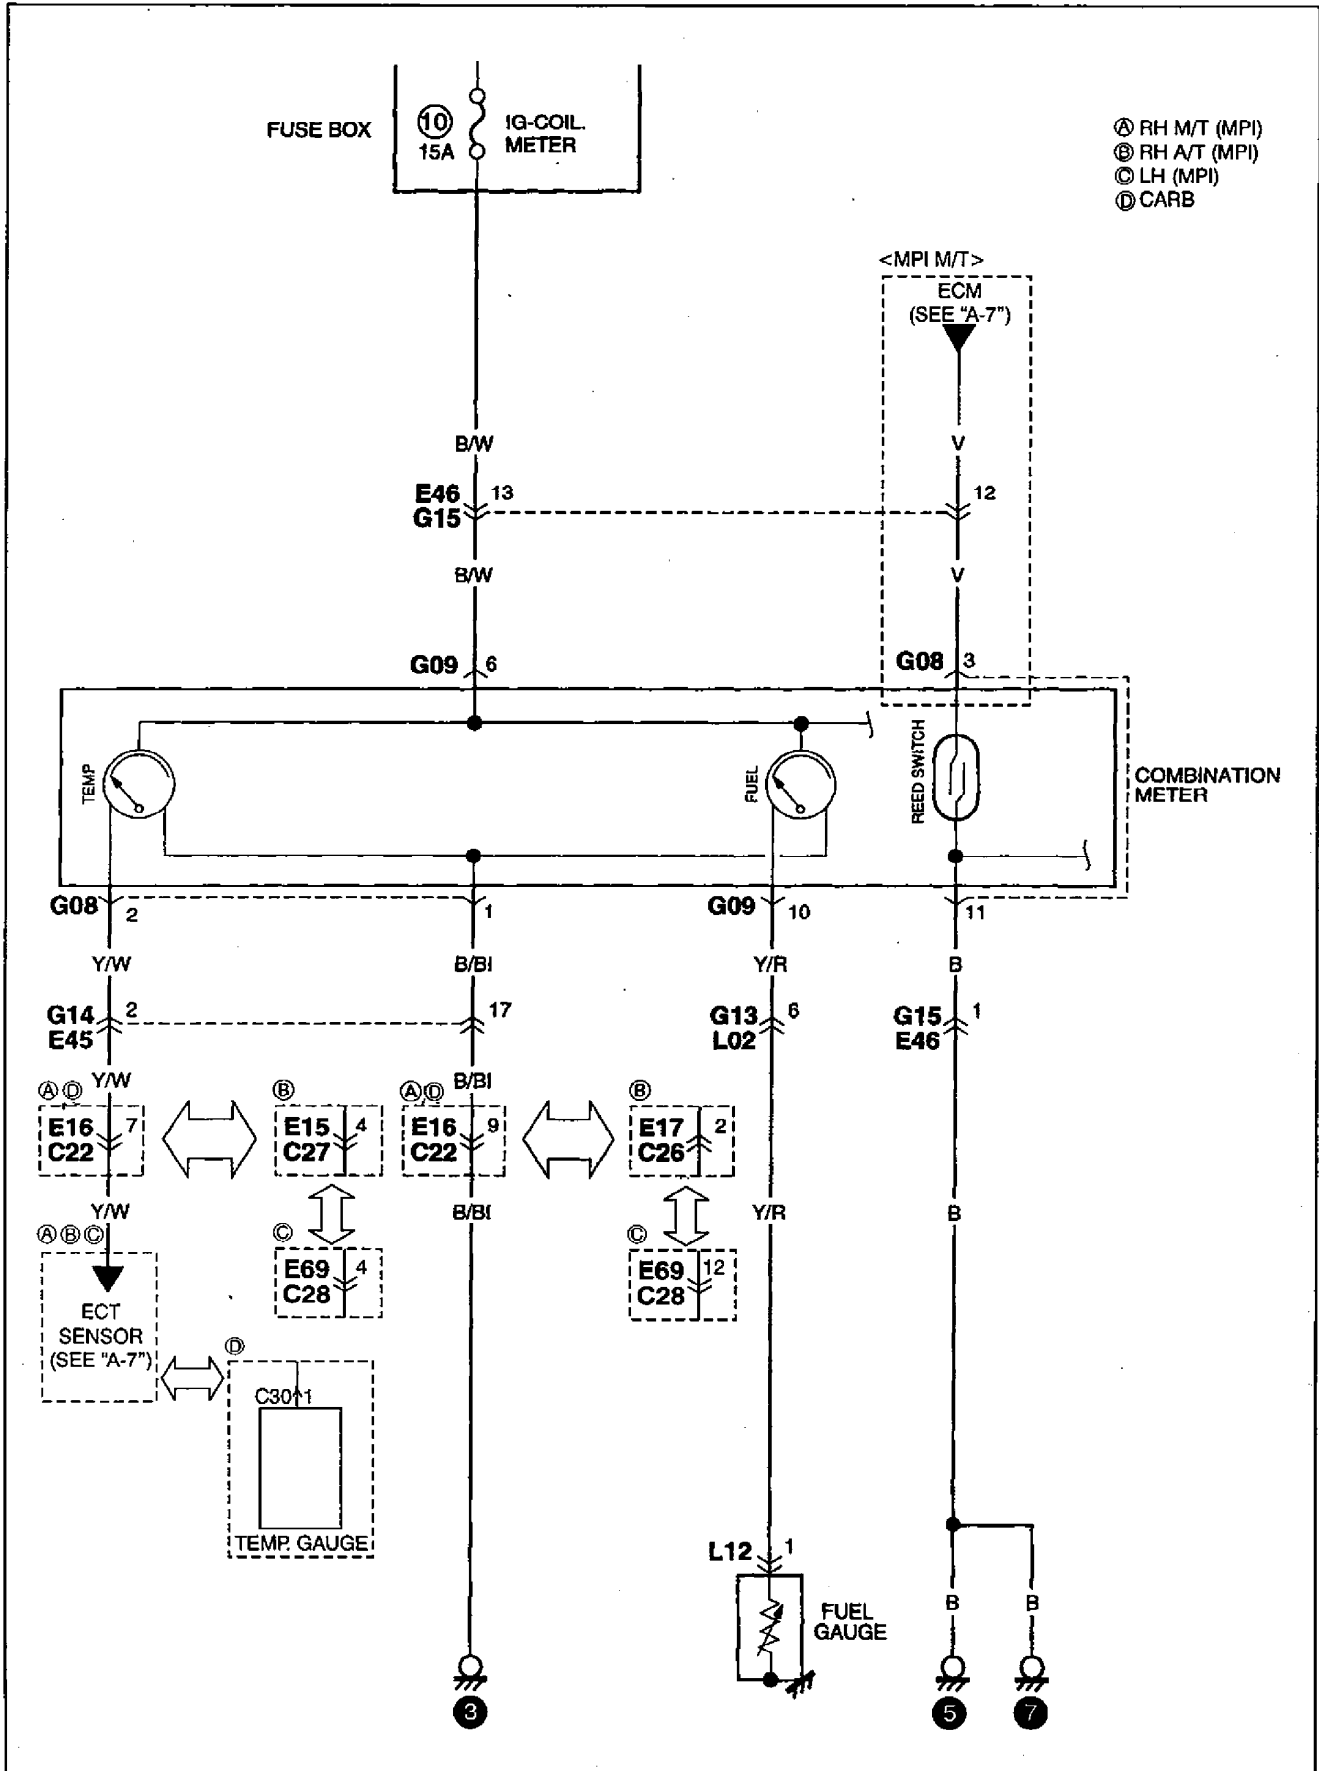 FUSE BOX
10
15A
IG-COIL.
METER
Ⓐ RH M/T (MPI)
Ⓑ RH A/T (MPI)
Ⓒ LH (MPI)
Ⓓ CARB
<MPI M/T>
ECM
(SEE "A-7")
B/W
V
E46
G15
13
12
B/W
V
G09
6
G08
3
TEMP
FUEL
REED SWITCH
COMBINATION
METER
G08
2
1
G09
10
11
Y/W
B/Bl
Y/R
B
G14
E45
2
17
G13
L02
6
G15
E46
1
Y/W
B/Bl
Ⓐ Ⓓ
Ⓑ
Ⓐ Ⓓ
Ⓑ
E16
C22
7
E15
C27
4
E16
C22
9
E17
C26
2
Y/W
B/Bl
Y/R
B
Ⓐ Ⓑ Ⓒ
Ⓒ
Ⓒ
E69
C28
4
E69
C28
12
ECT
SENSOR
(SEE "A-7")
Ⓓ
C30 1
TEMP. GAUGE
L12
1
FUEL
GAUGE
B
B
3
5
7